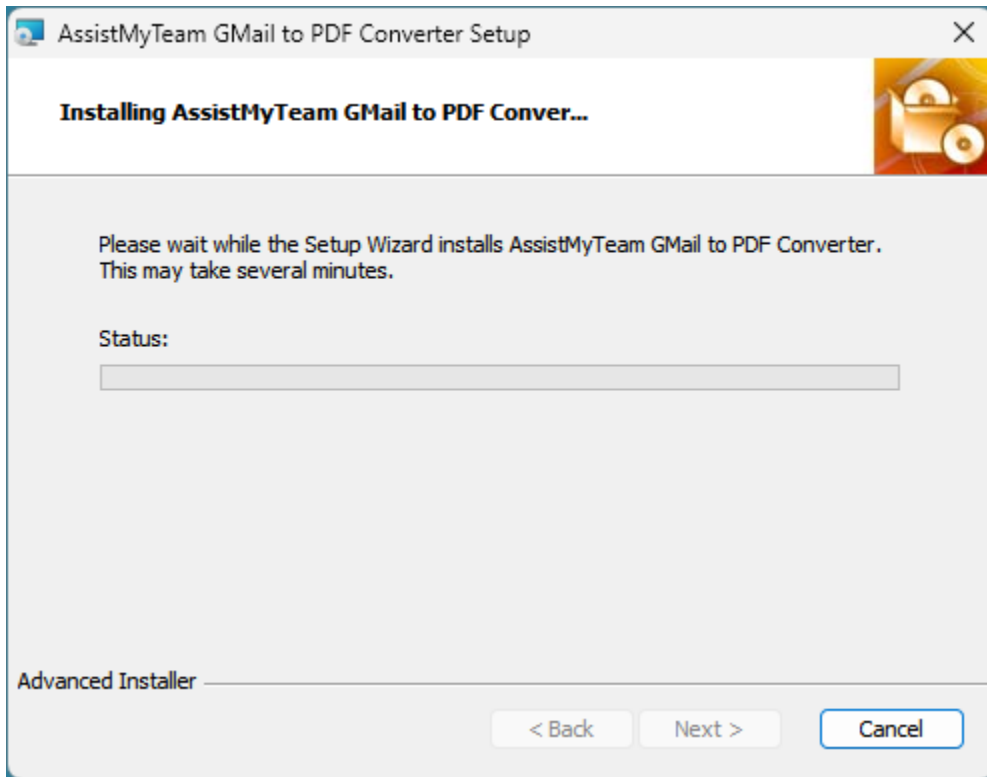 AssistMyTeam GMail to PDF Converter Setup
Installing AssistMyTeam GMail to PDF Conver...
Please wait while the Setup Wizard installs AssistMyTeam GMail to PDF Converter.
This may take several minutes.
Status:
Advanced Installer
< Back Next > Cancel